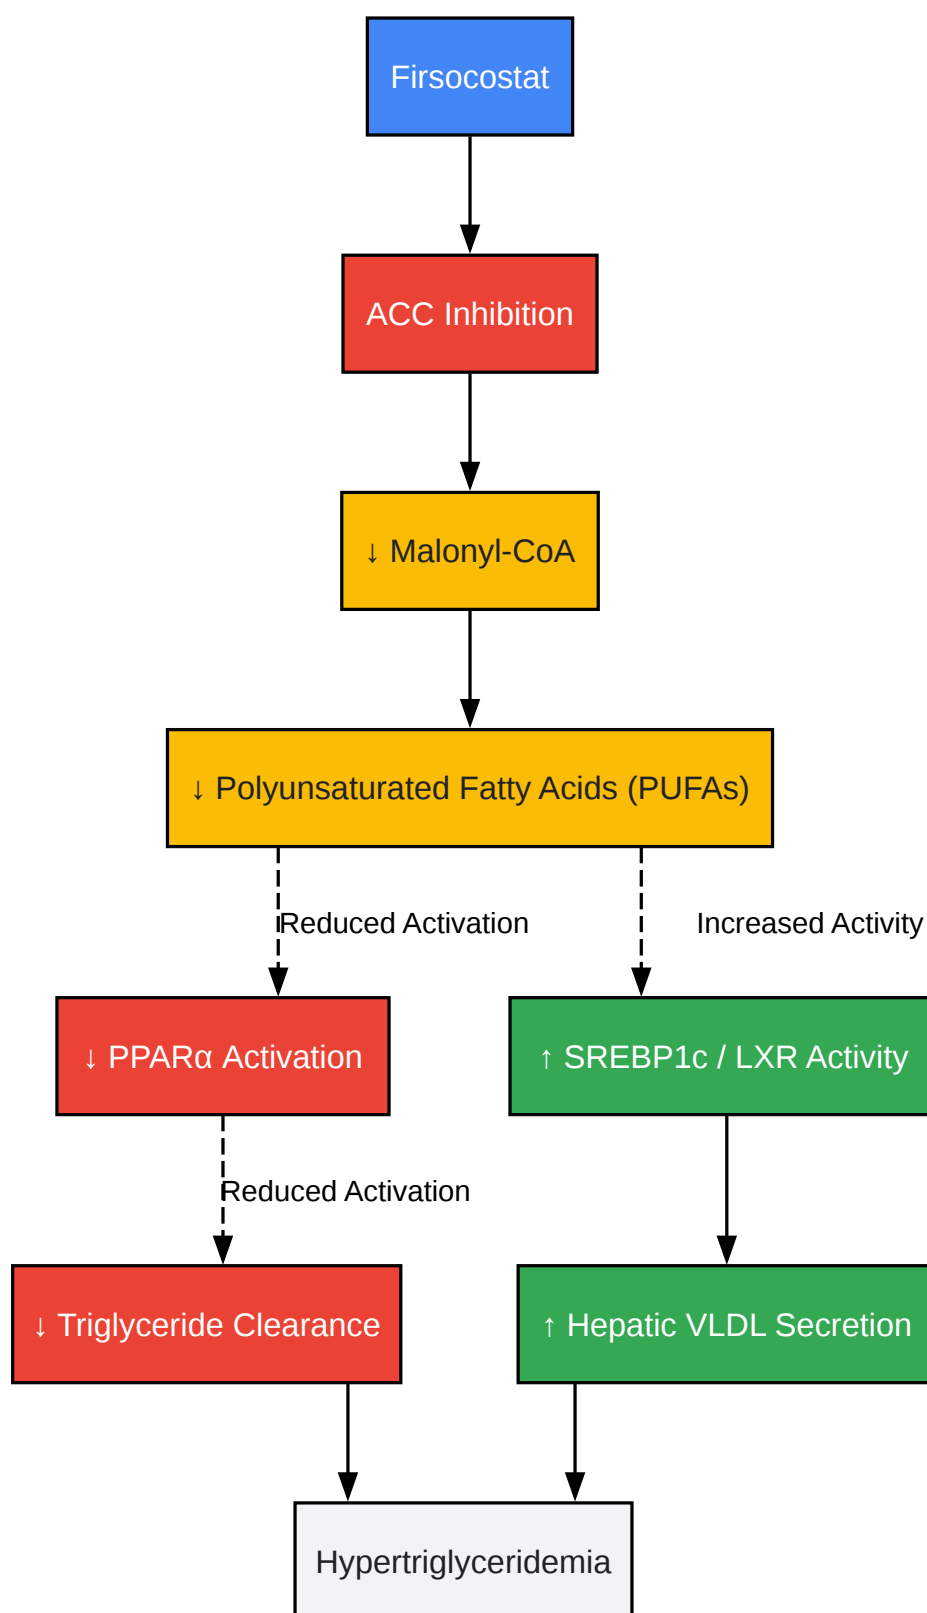 Firsocostat
ACC Inhibition
↓ Malonyl-CoA
↓ Polyunsaturated Fatty Acids (PUFAs)
Reduced Activation
Increased Activity
↓ PPARα Activation
↑ SREBP1c / LXR Activity
Reduced Activation
↓ Triglyceride Clearance
↑ Hepatic VLDL Secretion
Hypertriglyceridemia